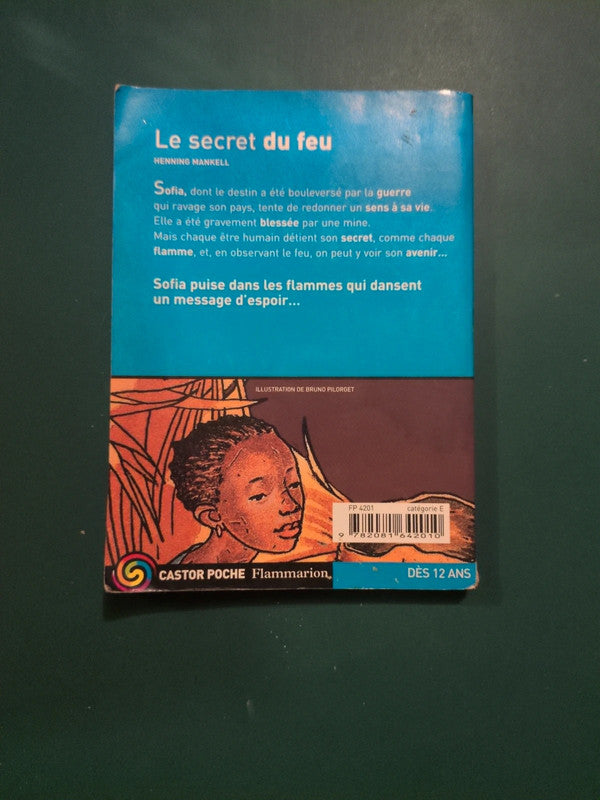 Le secret du feu
HENNING MANKELL
Sofia, dont le destin a été bouleversé par la guerre
qui ravage son pays, tente de redonner un sens à sa vie.
Elle a été gravement blessée par une mine.
Mais chaque être humain détient son secret, comme chaque
flamme, et, en observant le feu, on peut y voir son avenir...
Sofia puise dans les flammes qui dansent
un message d'espoir...
ILLUSTRATION DE BRUNO PILORGET
FP 4201 catégorie E
9 782081 642010
CASTOR POCHE Flammarion
DÈS 12 ANS